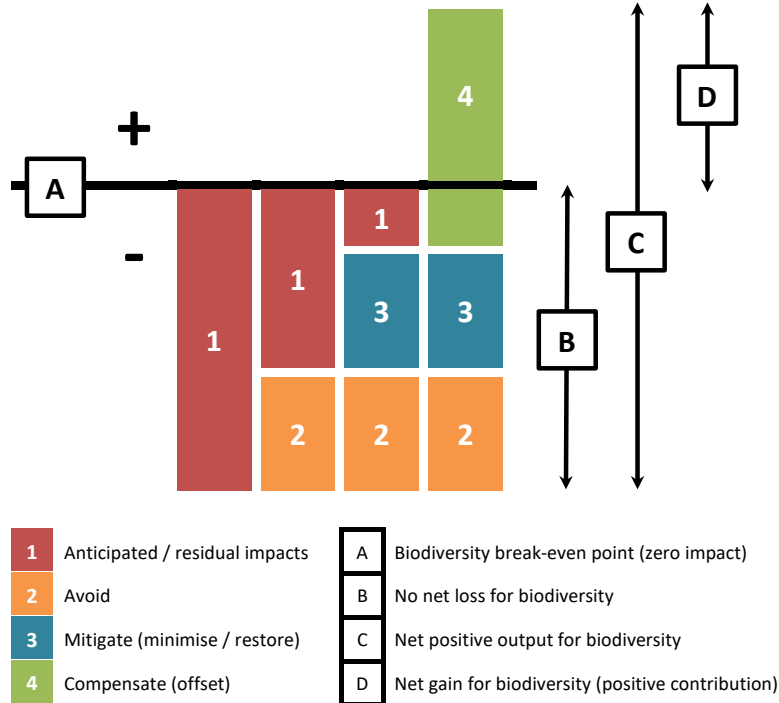 4
D
+
A
1
C
-
1
3
3
1
B
2
2
2
1 Anticipated / residual impacts
2 Avoid
3 Mitigate (minimise / restore)
4 Compensate (offset)
A Biodiversity break-even point (zero impact)
B No net loss for biodiversity
C Net positive output for biodiversity
D Net gain for biodiversity (positive contribution)